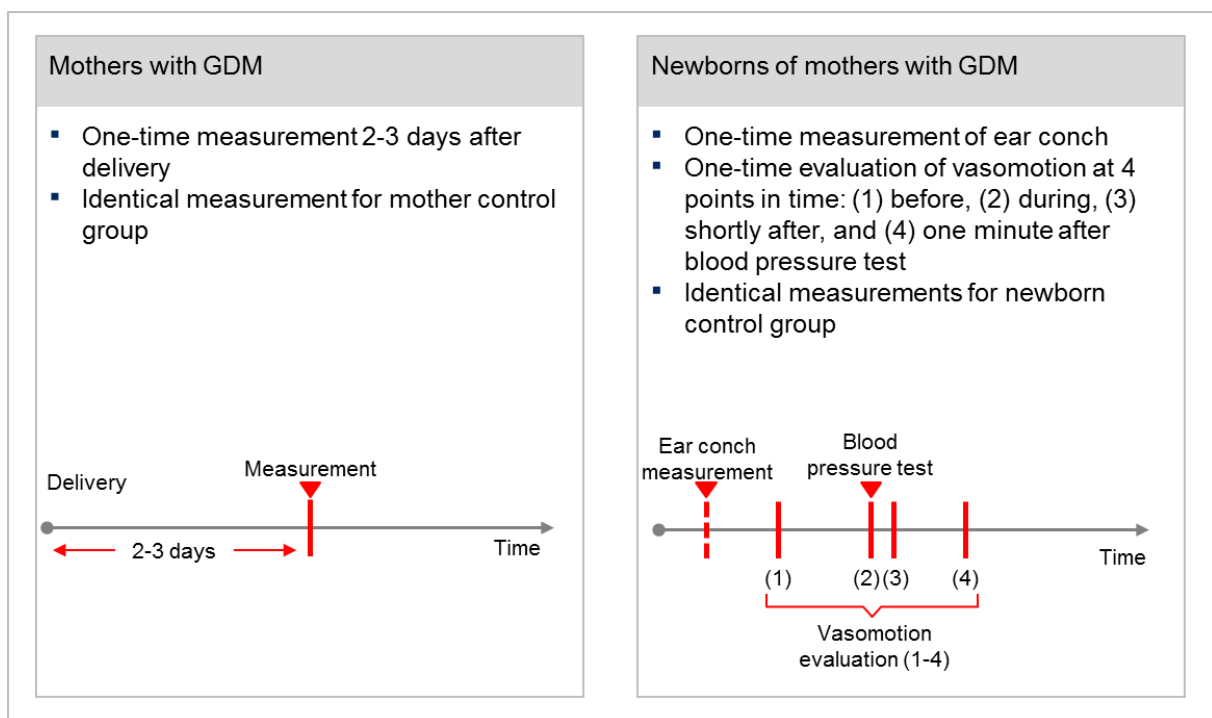 Mothers with GDM
▪ One-time measurement 2-3 days after
delivery
▪ Identical measurement for mother control
group
Delivery
Measurement
2-3 days
Time
Newborns of mothers with GDM
▪ One-time measurement of ear conch
▪ One-time evaluation of vasomotion at 4
points in time: (1) before, (2) during, (3)
shortly after, and (4) one minute after
blood pressure test
▪ Identical measurements for newborn
control group
Ear conch
measurement
Blood
pressure test
Time
(1) (2) (3) (4)
Vasomotion
evaluation (1-4)